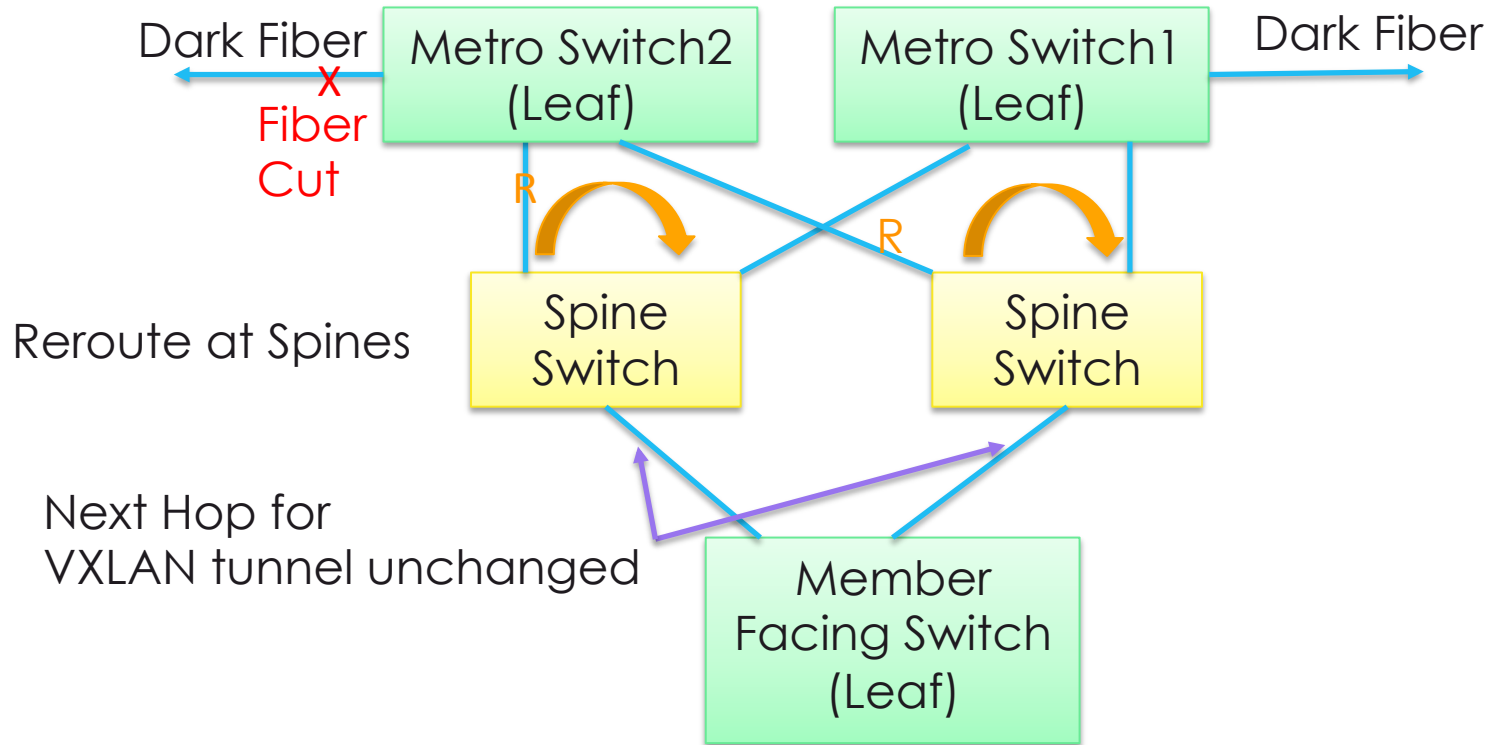 Dark Fiber
Metro Switch2
(Leaf)
Metro Switch1
(Leaf)
Dark Fiber
X
Fiber
Cut
R
R
Reroute at Spines
Spine
Switch
Spine
Switch
Next Hop for
VXLAN tunnel unchanged
Member
Facing Switch
(Leaf)